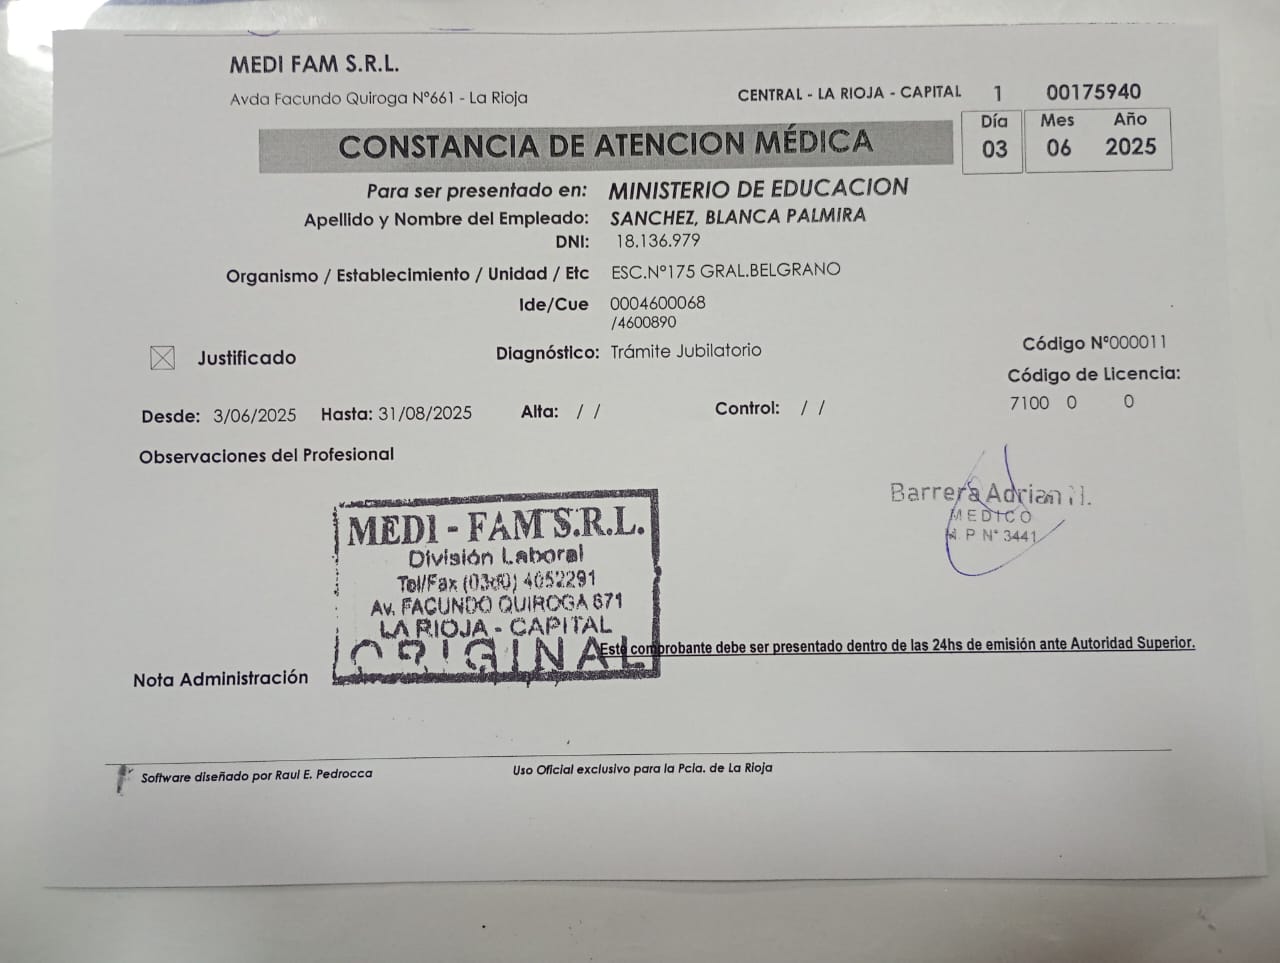 MEDI FAM S.R.L.
Avda Facundo Quiroga Nº661 - La Rioja
CENTRAL - LA RIOJA - CAPITAL 1 00175940
CONSTANCIA DE ATENCION MÉDICA
Día Mes Año
03 06 2025
Para ser presentado en: MINISTERIO DE EDUCACION
Apellido y Nombre del Empleado: SANCHEZ, BLANCA PALMIRA
DNI: 18.136.979
Organismo / Establecimiento / Unidad / Etc ESC.Nº175 GRAL.BELGRANO
Ide/Cue 0004600068
/4600890
Justificado Diagnóstico: Trámite Jubilatorio Código Nº000011
Código de Licencia:
7100 0 0
Desde: 3/06/2025 Hasta: 31/08/2025 Alta: / / Control: / /
Observaciones del Profesional
Barrera Adrian
MEDICO
M. P N° 3441
MEDI - FAM S.R.L.
División Laboral
Tel/Fax 4052291
Av. FACUNDO QUIROGA 671
LA RIOJA - CAPITAL
ORIGINAL
Este comprobante debe ser presentado dentro de las 24hs de emisión ante Autoridad Superior.
Nota Administración
Software diseñado por Raul E. Pedrocca
Uso Oficial exclusivo para la Pcia. de La Rioja